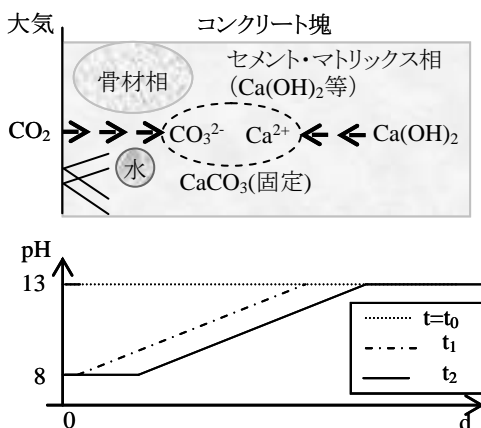 大気 コンクリート塊
骨材相
セメント・マトリックス相
(Ca(OH)2等)
CO2 CO3²⁻ Ca²⁺ Ca(OH)2
水
CaCO3(固定)
pH
13
t=t0
t1
8 t2
0 d